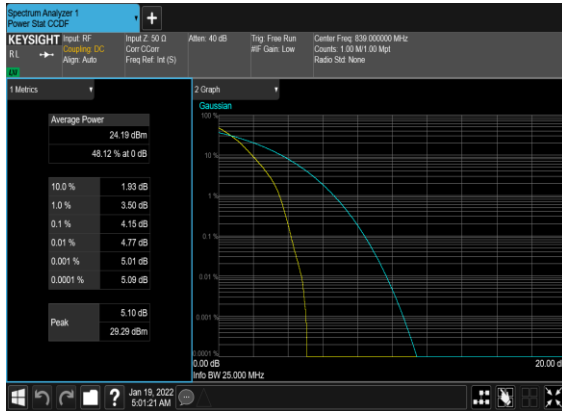 Spectrum Analyzer 1
Power Stat CCDF
+
KEYSIGHT
RL
LXI
Input: RF
Coupling: DC
Align: Auto
Input Z: 50 Ω
Corr CCorr
Freq Ref: Int (S)
Atten: 40 dB
Trig: Free Run
#IF Gain: Low
Center Freq: 839.000000 MHz
Counts: 1.00 M/1.00 Mpt
Radio Std: None
1 Metrics
Average Power
24.19 dBm
48.12 % at 0 dB
10.0 % 1.93 dB
1.0 % 3.50 dB
0.1 % 4.15 dB
0.01 % 4.77 dB
0.001 % 5.01 dB
0.0001 % 5.09 dB
Peak
5.10 dB
29.29 dBm
2 Graph
Gaussian
100 %
10 %
1 %
0.1 %
0.01 %
0.001 %
0.0001 %
0.00 dB
20.00 d
Info BW 25.000 MHz
?
Jan 19, 2022
5:01:21 AM